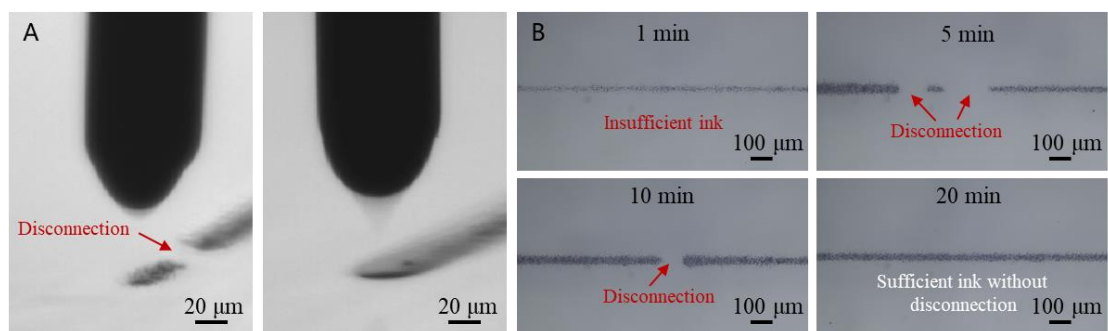 A
Disconnection
20 μm
20 μm
B
1 min
Insufficient ink
100 μm
5 min
Disconnection
100 μm
10 min
Disconnection
100 μm
20 min
Sufficient ink without
disconnection
100 μm